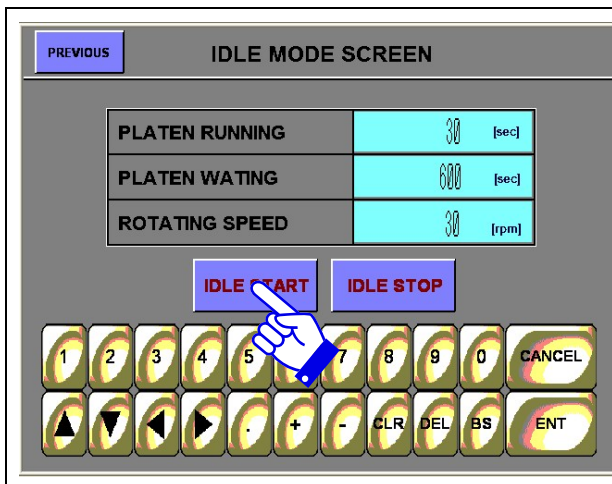 PREVIOUS IDLE MODE SCREEN
PLATEN RUNNING 30 [sec]
PLATEN WATING 600 [sec]
ROTATING SPEED 30 [rpm]
IDLE START IDLE STOP
1 2 3 4 5 7 8 9 0 CANCEL
. + - CLR DEL BS ENT